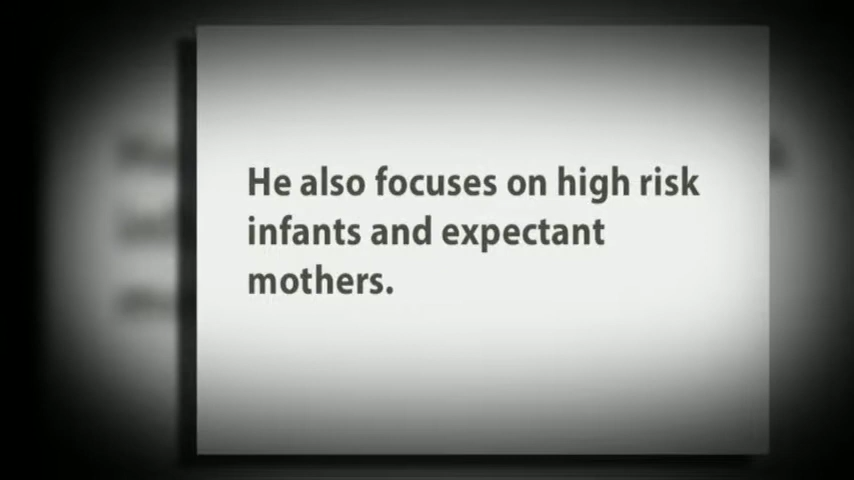 He also focuses on high risk
infants and expectant
mothers.